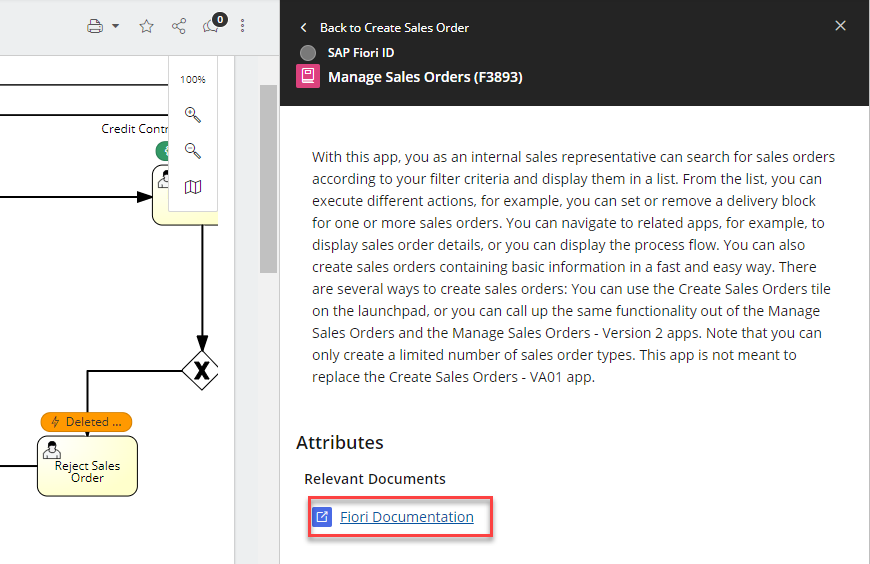 0
Back to Create Sales Order
SAP Fiori ID
Manage Sales Orders (F3893)
100%
Credit Contr
With this app, you as an internal sales representative can search for sales orders
according to your filter criteria and display them in a list. From the list, you can
execute different actions, for example, you can set or remove a delivery block
for one or more sales orders. You can navigate to related apps, for example, to
display sales order details, or you can display the process flow. You can also
create sales orders containing basic information in a fast and easy way. There
are several ways to create sales orders: You can use the Create Sales Orders tile
on the launchpad, or you can call up the same functionality out of the Manage
Sales Orders and the Manage Sales Orders - Version 2 apps. Note that you can
only create a limited number of sales order types. This app is not meant to
replace the Create Sales Orders - VA01 app.
X
Deleted ...
Reject Sales
Order
Attributes
Relevant Documents
Fiori Documentation